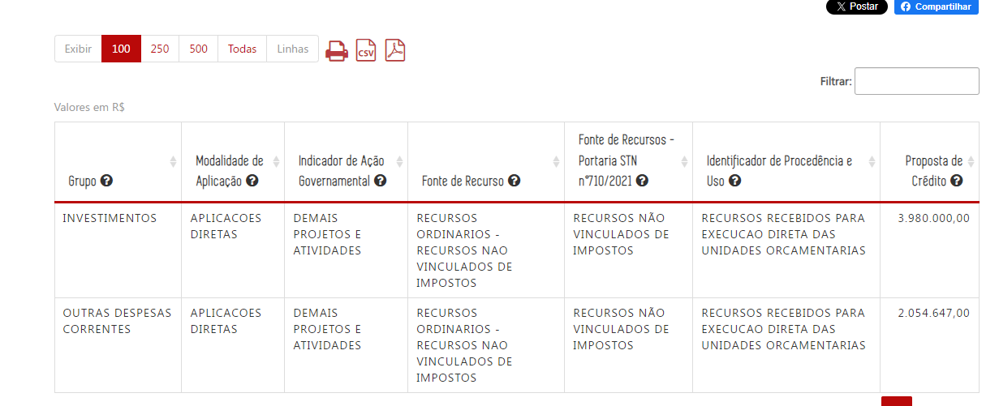 Postar
Compartilhar
Exibir 100 250 500 Todas Linhas CSV
Filtrar:
Valores em R$
Grupo ?
Modalidade de
Aplicação ?
Indicador de Ação
Governamental ?
Fonte de Recurso ?
Fonte de Recursos -
Portaria STN
n°710/2021 ?
Identificador de Procedência e
Uso ?
Proposta de
Crédito ?
INVESTIMENTOS
APLICACOES
DIRETAS
DEMAIS
PROJETOS E
ATIVIDADES
RECURSOS
ORDINARIOS -
RECURSOS NAO
VINCULADOS DE
IMPOSTOS
RECURSOS NÃO
VINCULADOS DE
IMPOSTOS
RECURSOS RECEBIDOS PARA
EXECUCAO DIRETA DAS
UNIDADES ORCAMENTARIAS
3.980.000,00
OUTRAS DESPESAS
CORRENTES
APLICACOES
DIRETAS
DEMAIS
PROJETOS E
ATIVIDADES
RECURSOS
ORDINARIOS -
RECURSOS NAO
VINCULADOS DE
IMPOSTOS
RECURSOS NÃO
VINCULADOS DE
IMPOSTOS
RECURSOS RECEBIDOS PARA
EXECUCAO DIRETA DAS
UNIDADES ORCAMENTARIAS
2.054.647,00